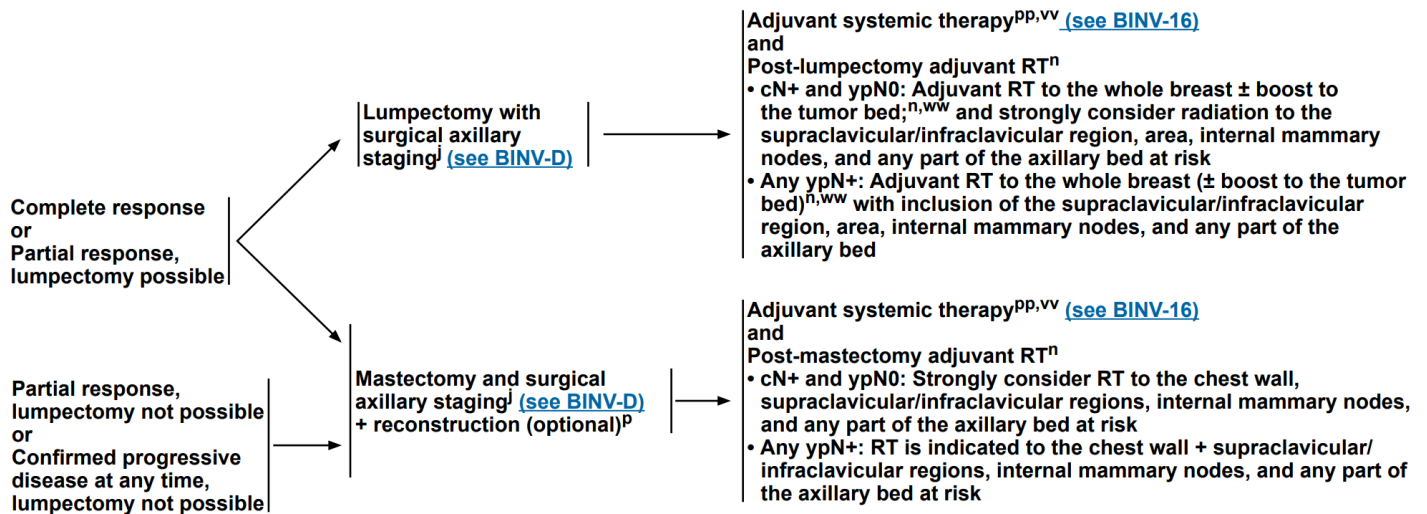 Complete response
or
Partial response,
lumpectomy possible
Partial response,
lumpectomy not possible
or
Confirmed progressive
disease at any time,
lumpectomy not possible
Lumpectomy with
surgical axillary
stagingj (see BINV-D)
Mastectomy and surgical
axillary stagingj (see BINV-D)
+ reconstruction (optional)p
Adjuvant systemic therapypp,vv (see BINV-16)
and
Post-lumpectomy adjuvant RTn
• cN+ and ypN0: Adjuvant RT to the whole breast ± boost to
the tumor bed;n,ww and strongly consider radiation to the
supraclavicular/infraclavicular region, area, internal mammary
nodes, and any part of the axillary bed at risk
• Any ypN+: Adjuvant RT to the whole breast (± boost to the tumor
bed)n,ww with inclusion of the supraclavicular/infraclavicular
region, area, internal mammary nodes, and any part of the
axillary bed
Adjuvant systemic therapypp,vv (see BINV-16)
and
Post-mastectomy adjuvant RTn
• cN+ and ypN0: Strongly consider RT to the chest wall,
supraclavicular/infraclavicular regions, internal mammary nodes,
and any part of the axillary bed at risk
• Any ypN+: RT is indicated to the chest wall + supraclavicular/
infraclavicular regions, internal mammary nodes, and any part of
the axillary bed at risk